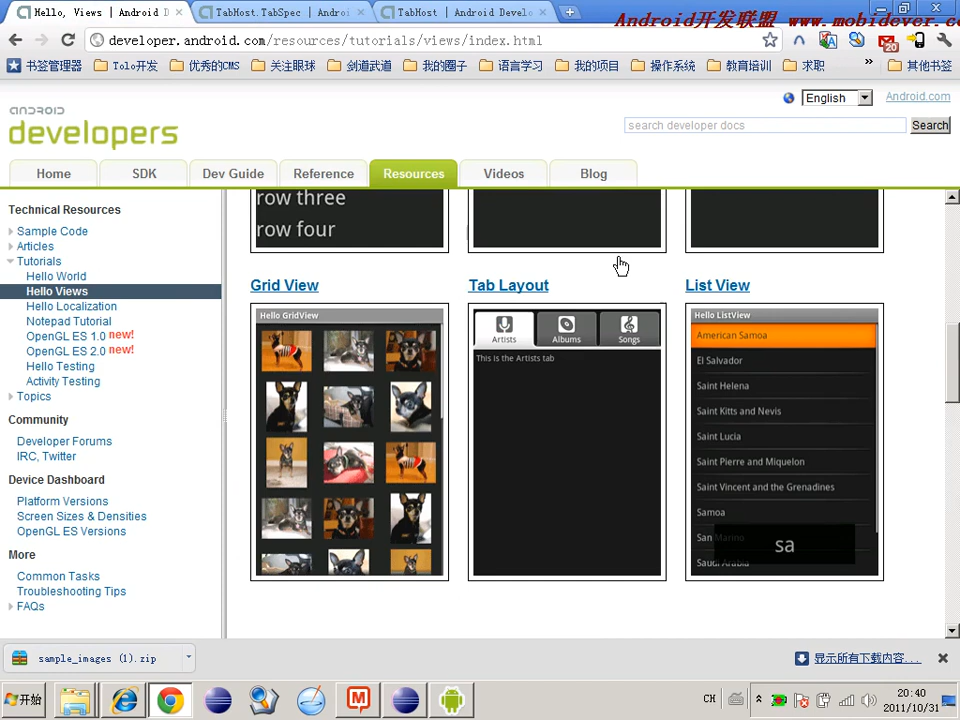 Hello, Views | Android D
TabHost.TabSpec | Androi
TabHost | Android Develo
Android开发联盟 www.mobidever.c
developer.android.com/resources/tutorials/views/index.html
20
书签管理器 Tolo开发 优秀的CMS 关注眼球 剑道武道 我的圈子 语言学习 我的项目 操作系统 教育培训 求职 » 其他书签
English
Android.com
android
developers
search developer docs
Search
Home SDK Dev Guide Reference Resources Videos Blog
Technical Resources
Sample Code
Articles
Tutorials
Hello World
Hello Views
Hello Localization
Notepad Tutorial
OpenGL ES 1.0 new!
OpenGL ES 2.0 new!
Hello Testing
Activity Testing
Topics
Community
Developer Forums
IRC, Twitter
Device Dashboard
Platform Versions
Screen Sizes & Densities
OpenGL ES Versions
More
Common Tasks
Troubleshooting Tips
FAQs
row three
row four
Grid View
Hello GridView
Tab Layout
Artists Albums Songs
This is the Artists tab
List View
Hello ListView
American Samoa
El Salvador
Saint Helena
Saint Kitts and Nevis
Saint Lucia
Saint Pierre and Miquelon
Saint Vincent and the Grenadines
Samoa
San Marino
Saudi Arabia
sa
sample_images (1).zip
显示所有下载内容...
开始
CH
20:40
2011/10/31